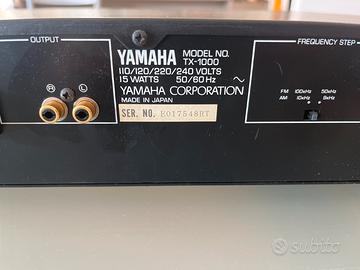 OUTPUT
R L
YAMAHA MODEL NO. TX-1000
110/120/220/240 VOLTS
15 WATTS 50/60 Hz
YAMAHA CORPORATION
MADE IN JAPAN
SER. NO. E017548RT
FREQUENCY STEP
FM 100kHz 50kHz
AM 10kHz 9kHz
subito